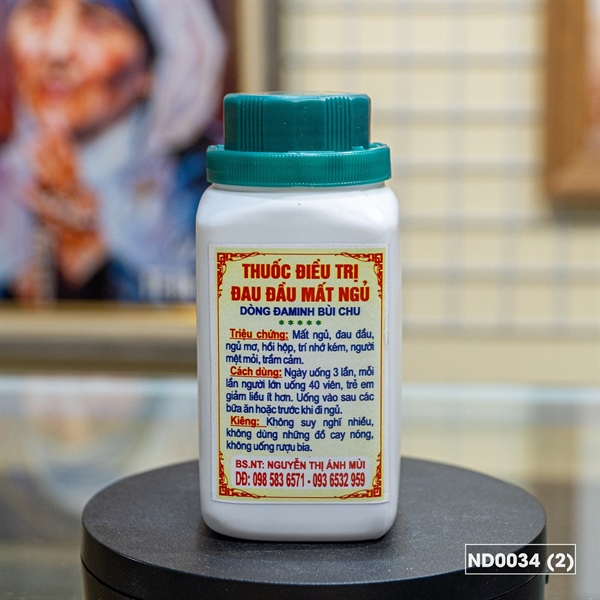 THUỐC ĐIỀU TRỊ
ĐAU ĐẦU MẤT NGỦ
DÒNG ĐAMINH BÙI CHU
*****
Triệu chứng: Mất ngủ, đau đầu,
ngủ mơ, hồi hộp, trí nhớ kém, người
mệt mỏi, trầm cảm.
Cách dùng: Ngày uống 3 lần, mỗi
lần người lớn uống 40 viên, trẻ em
giảm liều ít hơn. Uống vào sau các
bữa ăn hoặc trước khi đi ngủ.
Kiêng: Không suy nghĩ nhiều,
không dùng những đồ cay nóng,
không uống rượu bia.
BS.NT: NGUYỄN THỊ ÁNH MÙI
DĐ: 098 583 6571 - 093 6532 959
ND0034 (2)